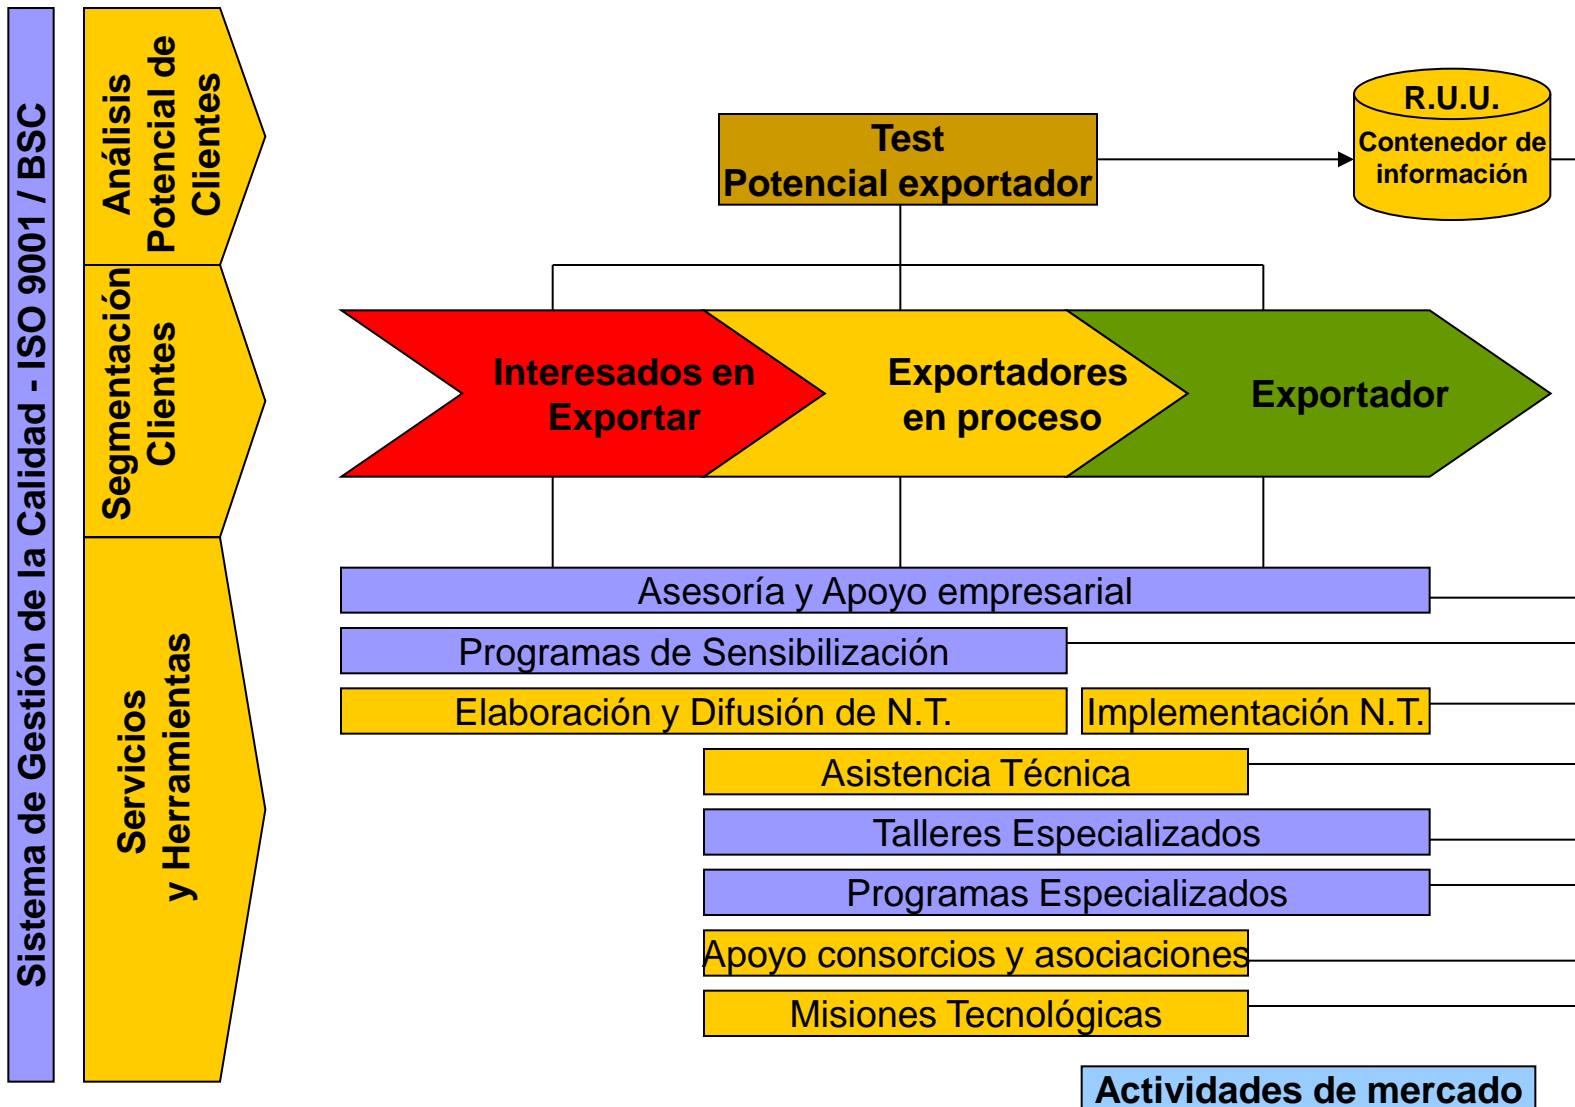 Sistema de Gestión de la Calidad - ISO 9001 / BSC
Análisis
Potencial de
Clientes
Test
Potencial exportador
R.U.U.
Contenedor de
información
Segmentación
Clientes
Interesados en
Exportar
Exportadores
en proceso
Exportador
Servicios
y Herramientas
Asesoría y Apoyo empresarial
Programas de Sensibilización
Elaboración y Difusión de N.T.
Implementación N.T.
Asistencia Técnica
Talleres Especializados
Programas Especializados
Apoyo consorcios y asociaciones
Misiones Tecnológicas
Actividades de mercado